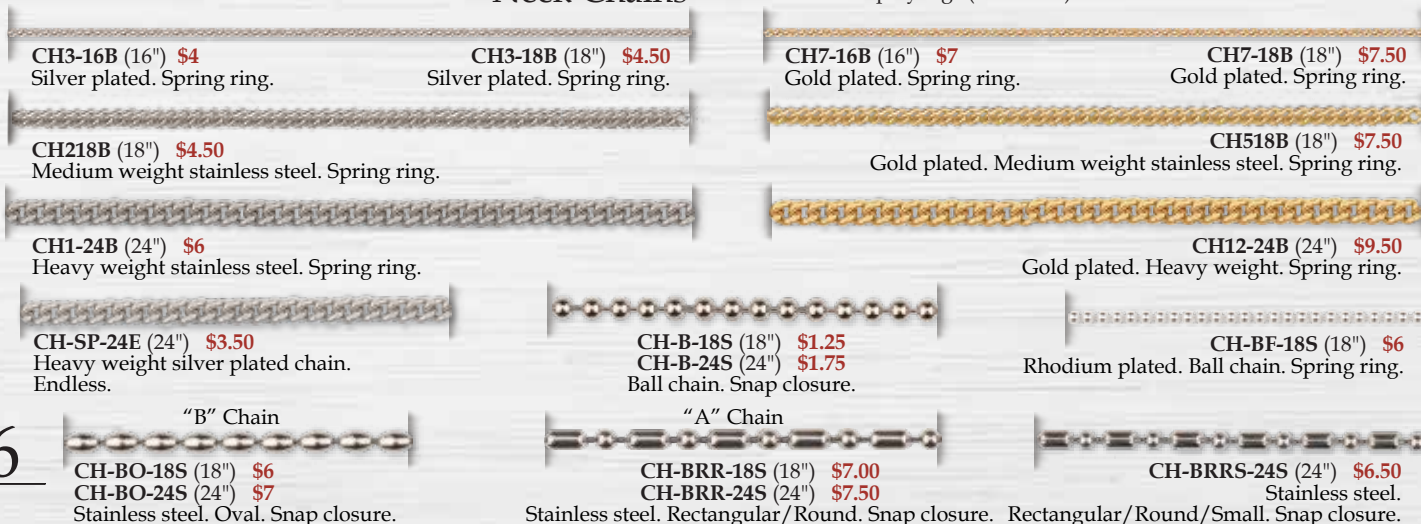 Neck Chains
CH3-16B (16") $4
Silver plated. Spring ring.
CH3-18B (18") $4.50
Silver plated. Spring ring.
CH7-16B (16") $7
Gold plated. Spring ring.
CH7-18B (18") $7.50
Gold plated. Spring ring.
CH218B (18") $4.50
Medium weight stainless steel. Spring ring.
CH518B (18") $7.50
Gold plated. Medium weight stainless steel. Spring ring.
CH1-24B (24") $6
Heavy weight stainless steel. Spring ring.
CH12-24B (24") $9.50
Gold plated. Heavy weight. Spring ring.
CH-SP-24E (24") $3.50
Heavy weight silver plated chain.
Endless.
CH-B-18S (18") $1.25
CH-B-24S (24") $1.75
Ball chain. Snap closure.
CH-BF-18S (18") $6
Rhodium plated. Ball chain. Spring ring.
6
“B” Chain
CH-BO-18S (18") $6
CH-BO-24S (24") $7
Stainless steel. Oval. Snap closure.
“A” Chain
CH-BRR-18S (18") $7.00
CH-BRR-24S (24") $7.50
Stainless steel. Rectangular/Round. Snap closure.
CH-BRRS-24S (24") $6.50
Stainless steel.
Rectangular/Round/Small. Snap closure.